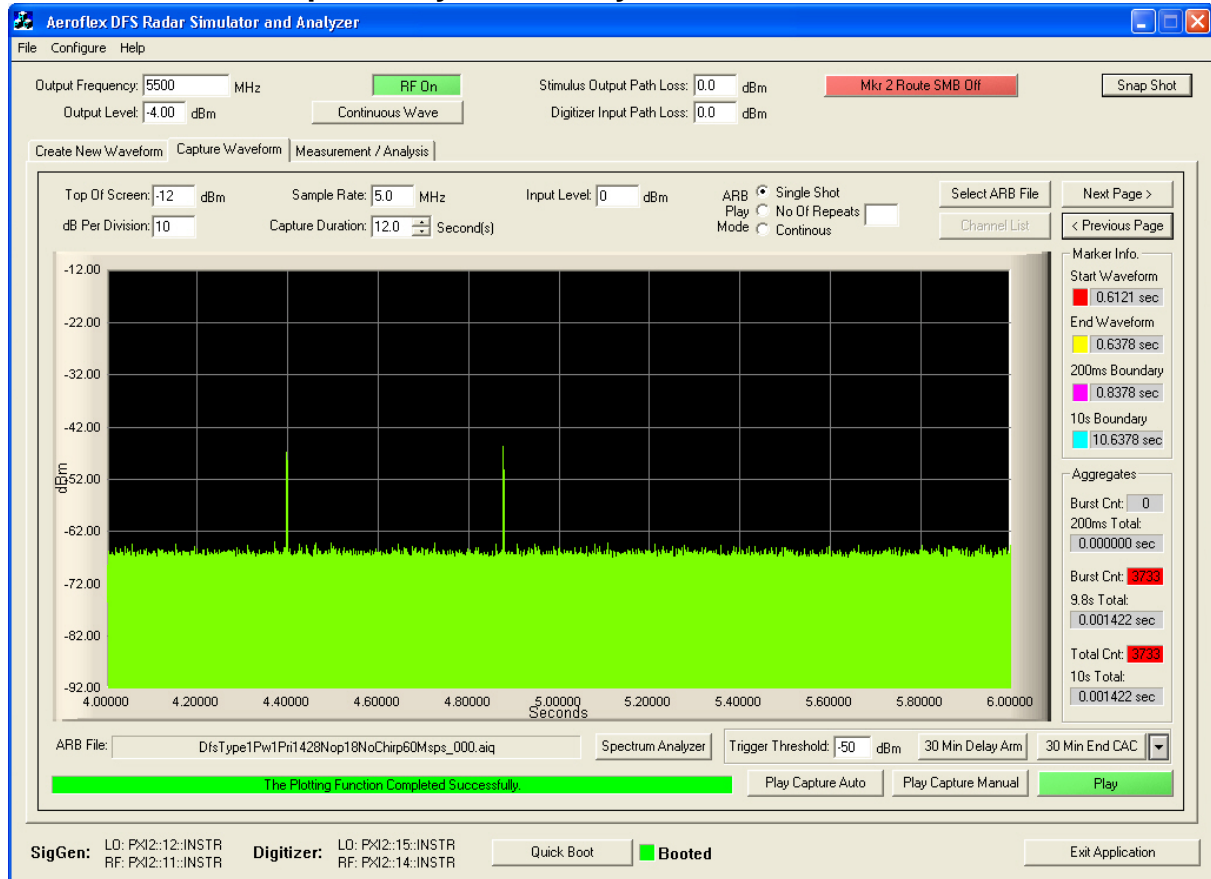 Aeroflex DFS Radar Simulator and Analyzer
File Configure Help
Output Frequency: 5500 MHz RF On Stimulus Output Path Loss: 0.0 dBm Mkr 2 Route SMB Off Snap Shot
Output Level: -4.00 dBm Continuous Wave Digitizer Input Path Loss: 0.0 dBm
Create New Waveform Capture Waveform Measurement / Analysis
Top Of Screen: -12 dBm Sample Rate: 5.0 MHz Input Level: 0 dBm ARB Play Mode Single Shot Select ARB File Next Page >
No Of Repeats
dB Per Division: 10 Capture Duration: 12.0 Second(s) Continous Channel List < Previous Page
Marker Info.
Start Waveform
0.6121 sec
End Waveform
0.6378 sec
200ms Boundary
0.8378 sec
10s Boundary
10.6378 sec
Aggregates
Burst Cnt: 0
200ms Total:
0.000000 sec
Burst Cnt: 3733
9.8s Total:
0.001422 sec
Total Cnt: 3733
10s Total:
0.001422 sec
-12.00
-22.00
-32.00
-42.00
-52.00
-62.00
-72.00
-82.00
-92.00
dBm
4.00000 4.20000 4.40000 4.60000 4.80000 5.00000 5.20000 5.40000 5.60000 5.80000 6.00000
Seconds
ARB File: DfsType1Pw1Pri1428Nop18NoChirp60Msps_000.aiq Spectrum Analyzer Trigger Threshold: -50 dBm 30 Min Delay Arm 30 Min End CAC
The Plotting Function Completed Successfully. Play Capture Auto Play Capture Manual Play
SigGen: LO: PXI2::12::INSTR Digitizer: LO: PXI2::15::INSTR Quick Boot Booted Exit Application
RF: PXI2::11::INSTR RF: PXI2::14::INSTR